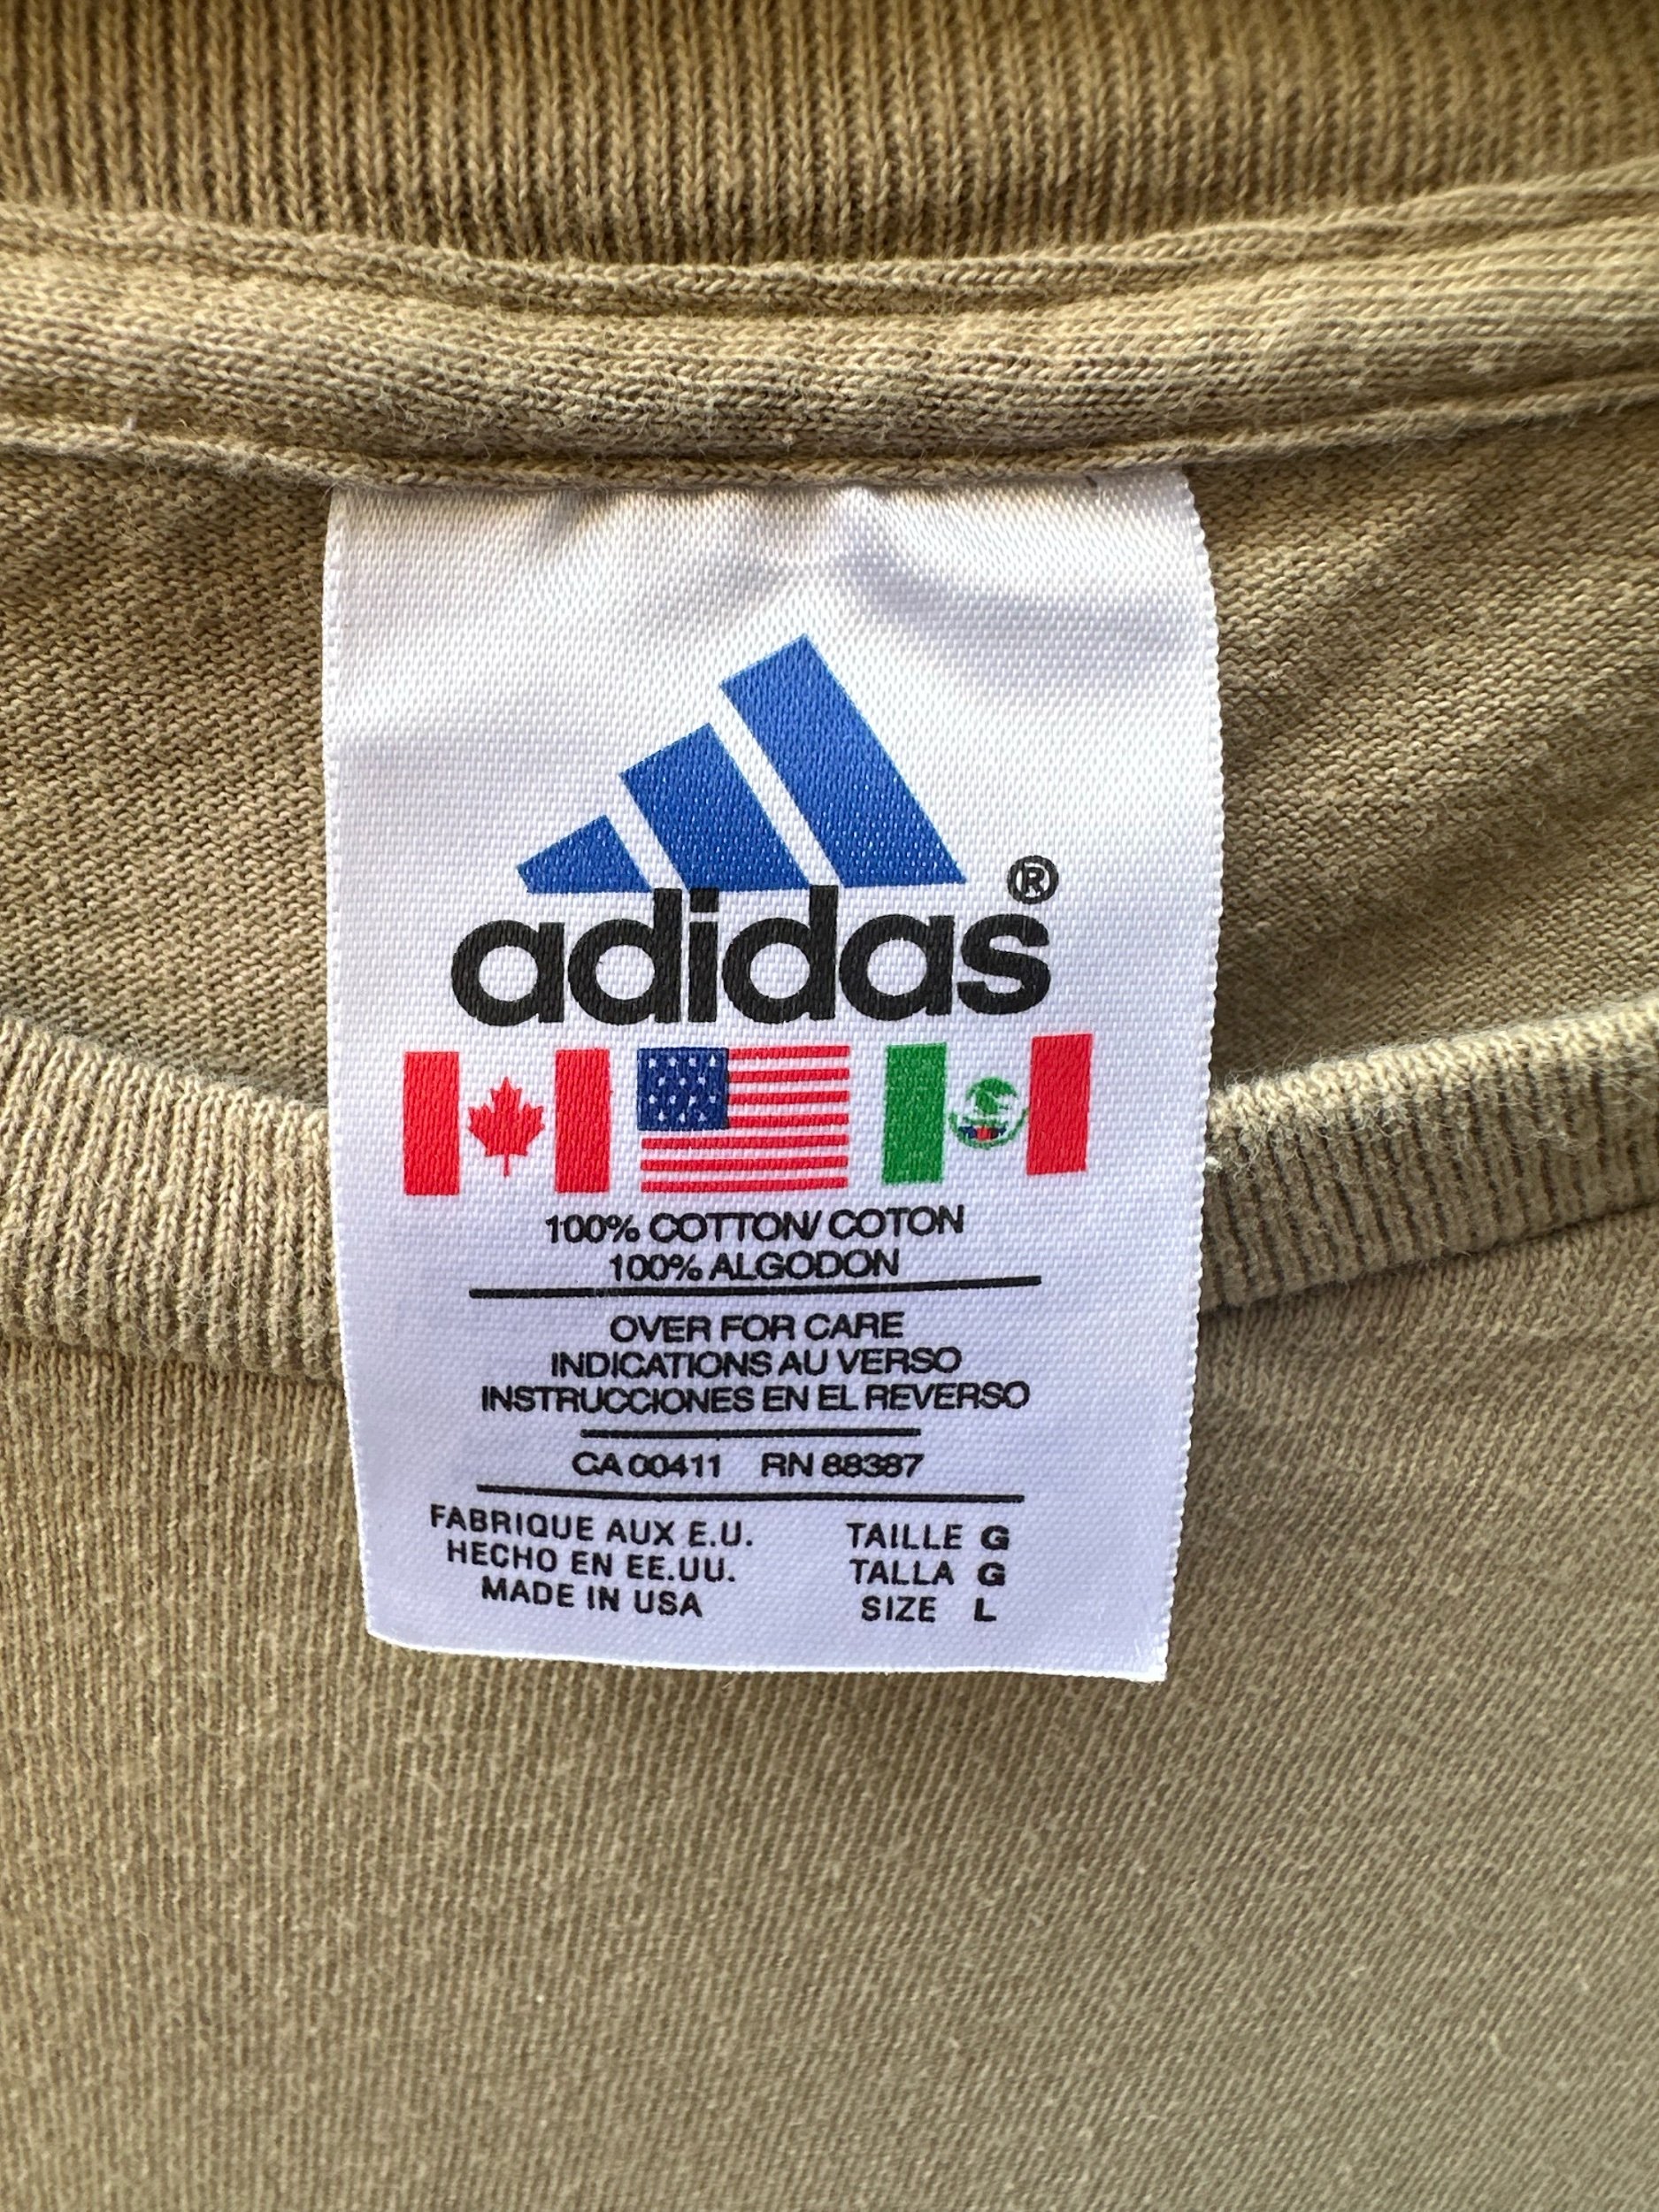 adidas®
100% COTTON/COTON
100% ALGODON
OVER FOR CARE
INDICATIONS AU VERSO
INSTRUCCIONES EN EL REVERSO
CA 00411 RN 88387
FABRIQUE AUX E.U. TAILLE G
HECHO EN EE.UU. TALLA G
MADE IN USA SIZE L